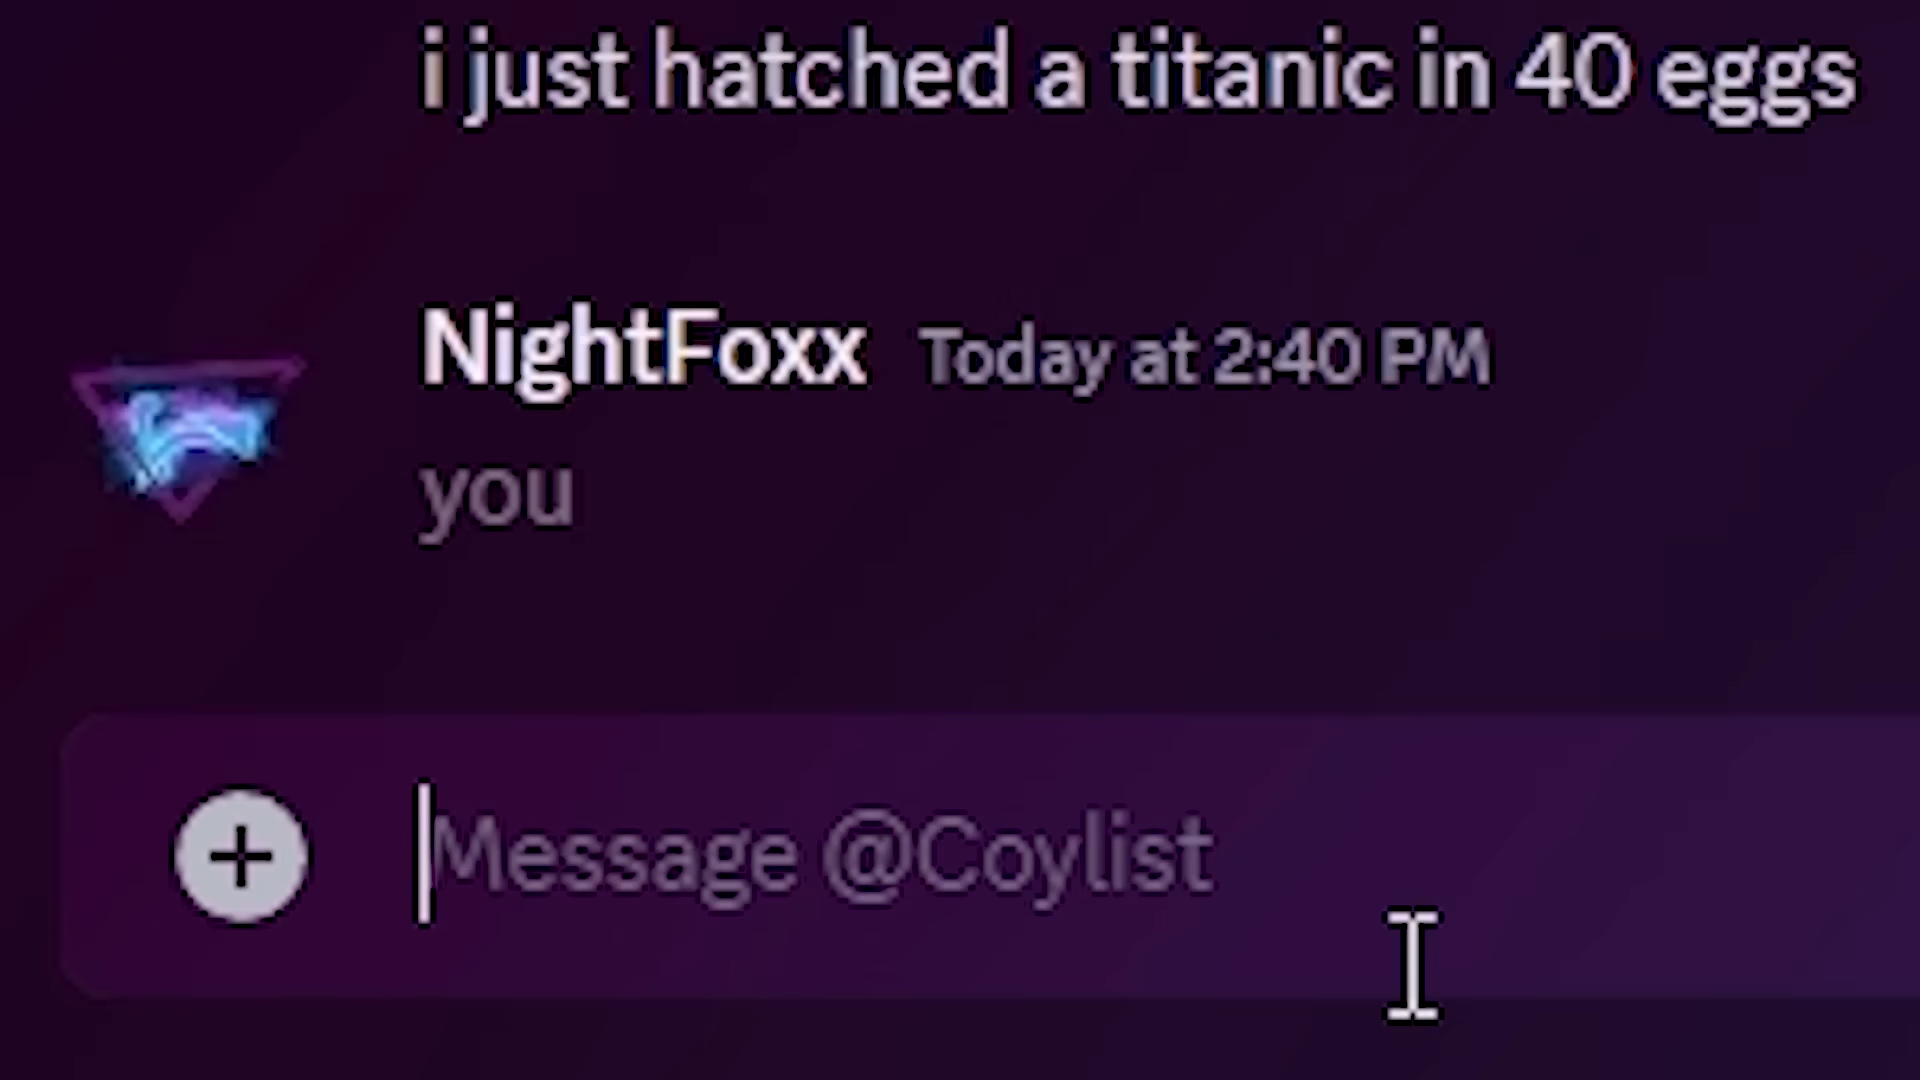 i just hatched a titanic in 40 eggs
NightFoxx Today at 2:40 PM
you
Message @Coylist